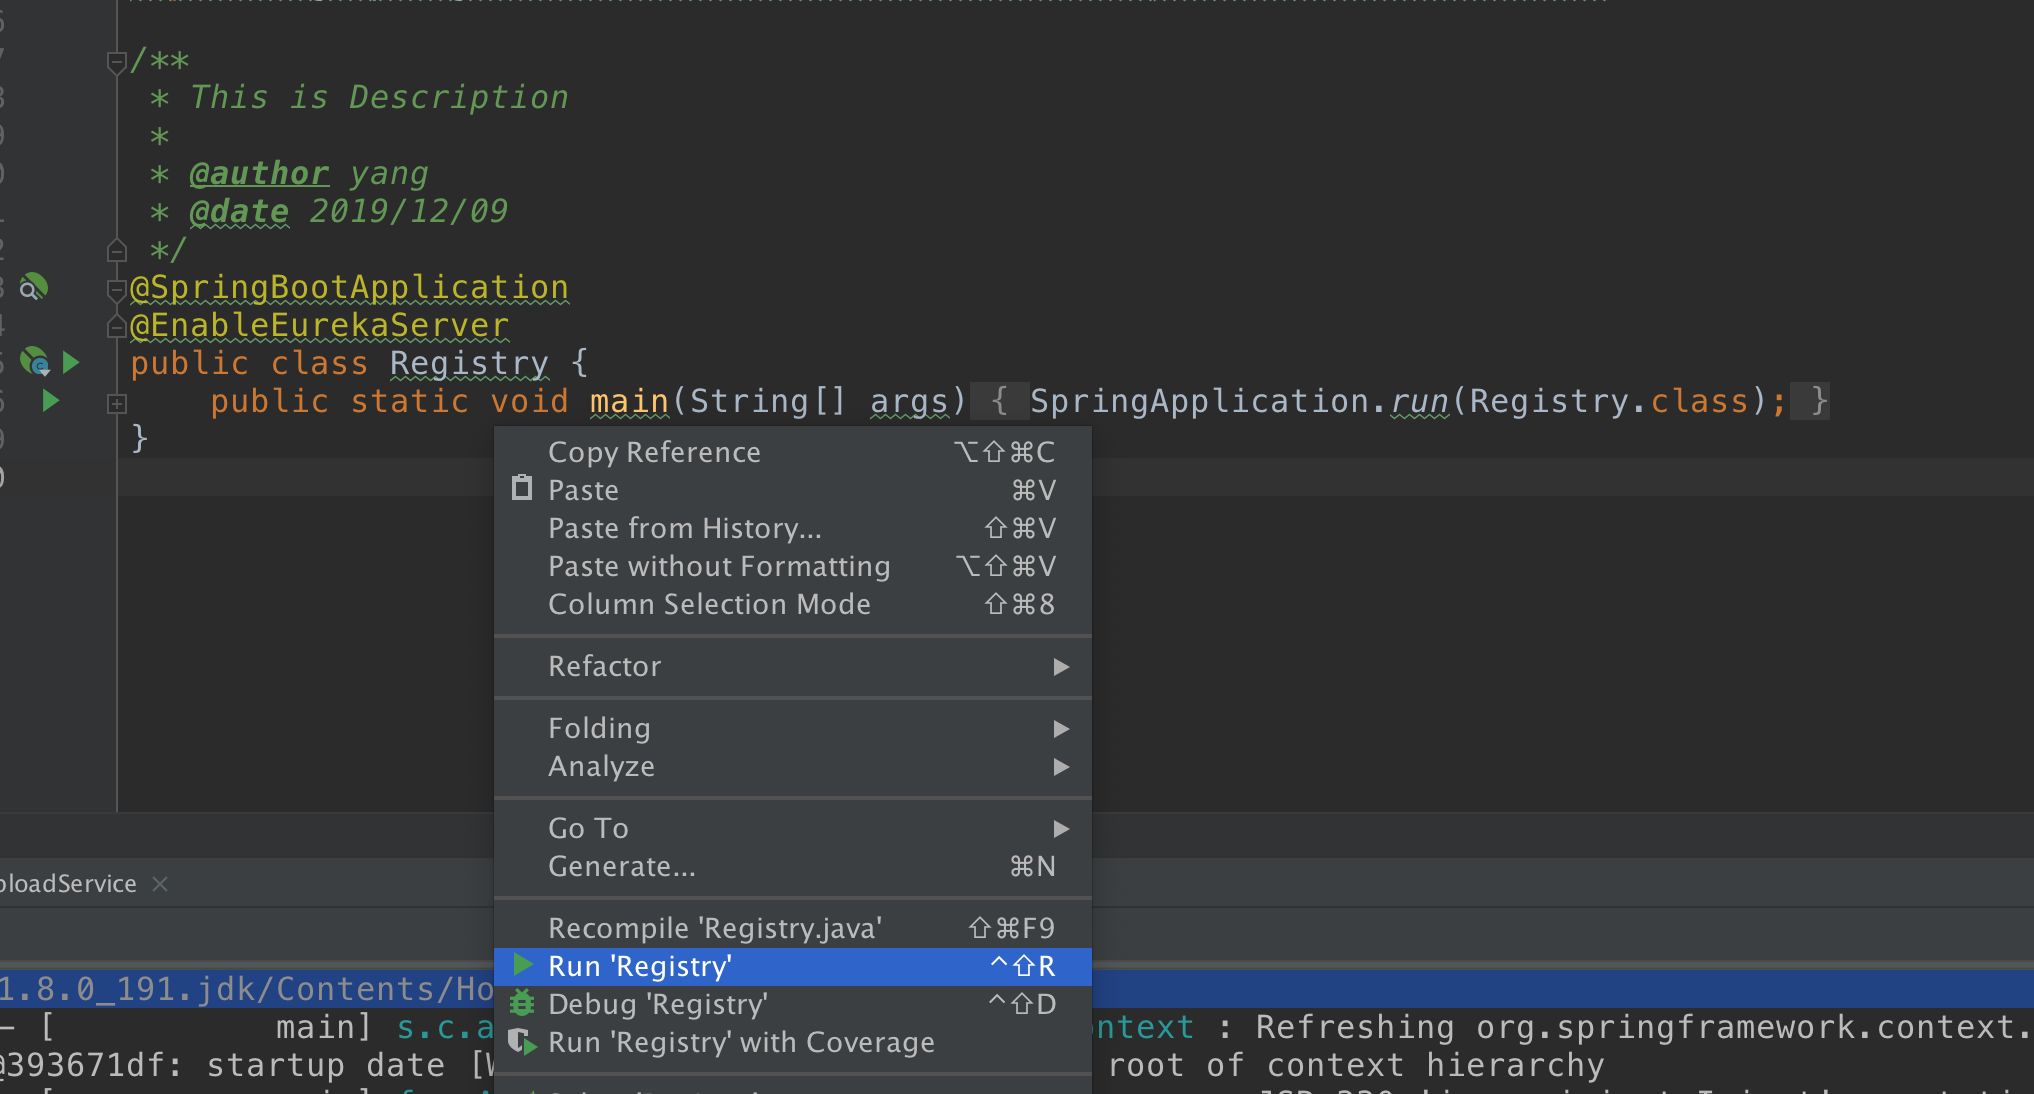 /**
* This is Description
*
* @author yang
* @date 2019/12/09
*/
@SpringBootApplication
@EnableEurekaServer
public class Registry {
public static void main(String[] args) { SpringApplication.run(Registry.class); }
}
Copy Reference ⌥⇧⌘C
Paste ⌘V
Paste from History... ⇧⌘V
Paste without Formatting ⌥⇧⌘V
Column Selection Mode ⇧⌘8
Refactor
Folding
Analyze
Go To
Generate... ⌘N
ploadService
Recompile 'Registry.java' ⇧⌘F9
Run 'Registry' ^⇧R
Debug 'Registry' ^⇧D
Run 'Registry' with Coverage
1.8.0_191.jdk/Contents/Ho
— [ main] s.c.a
ntext : Refreshing org.springframework.context.
@393671df: startup date [
root of context hierarchy